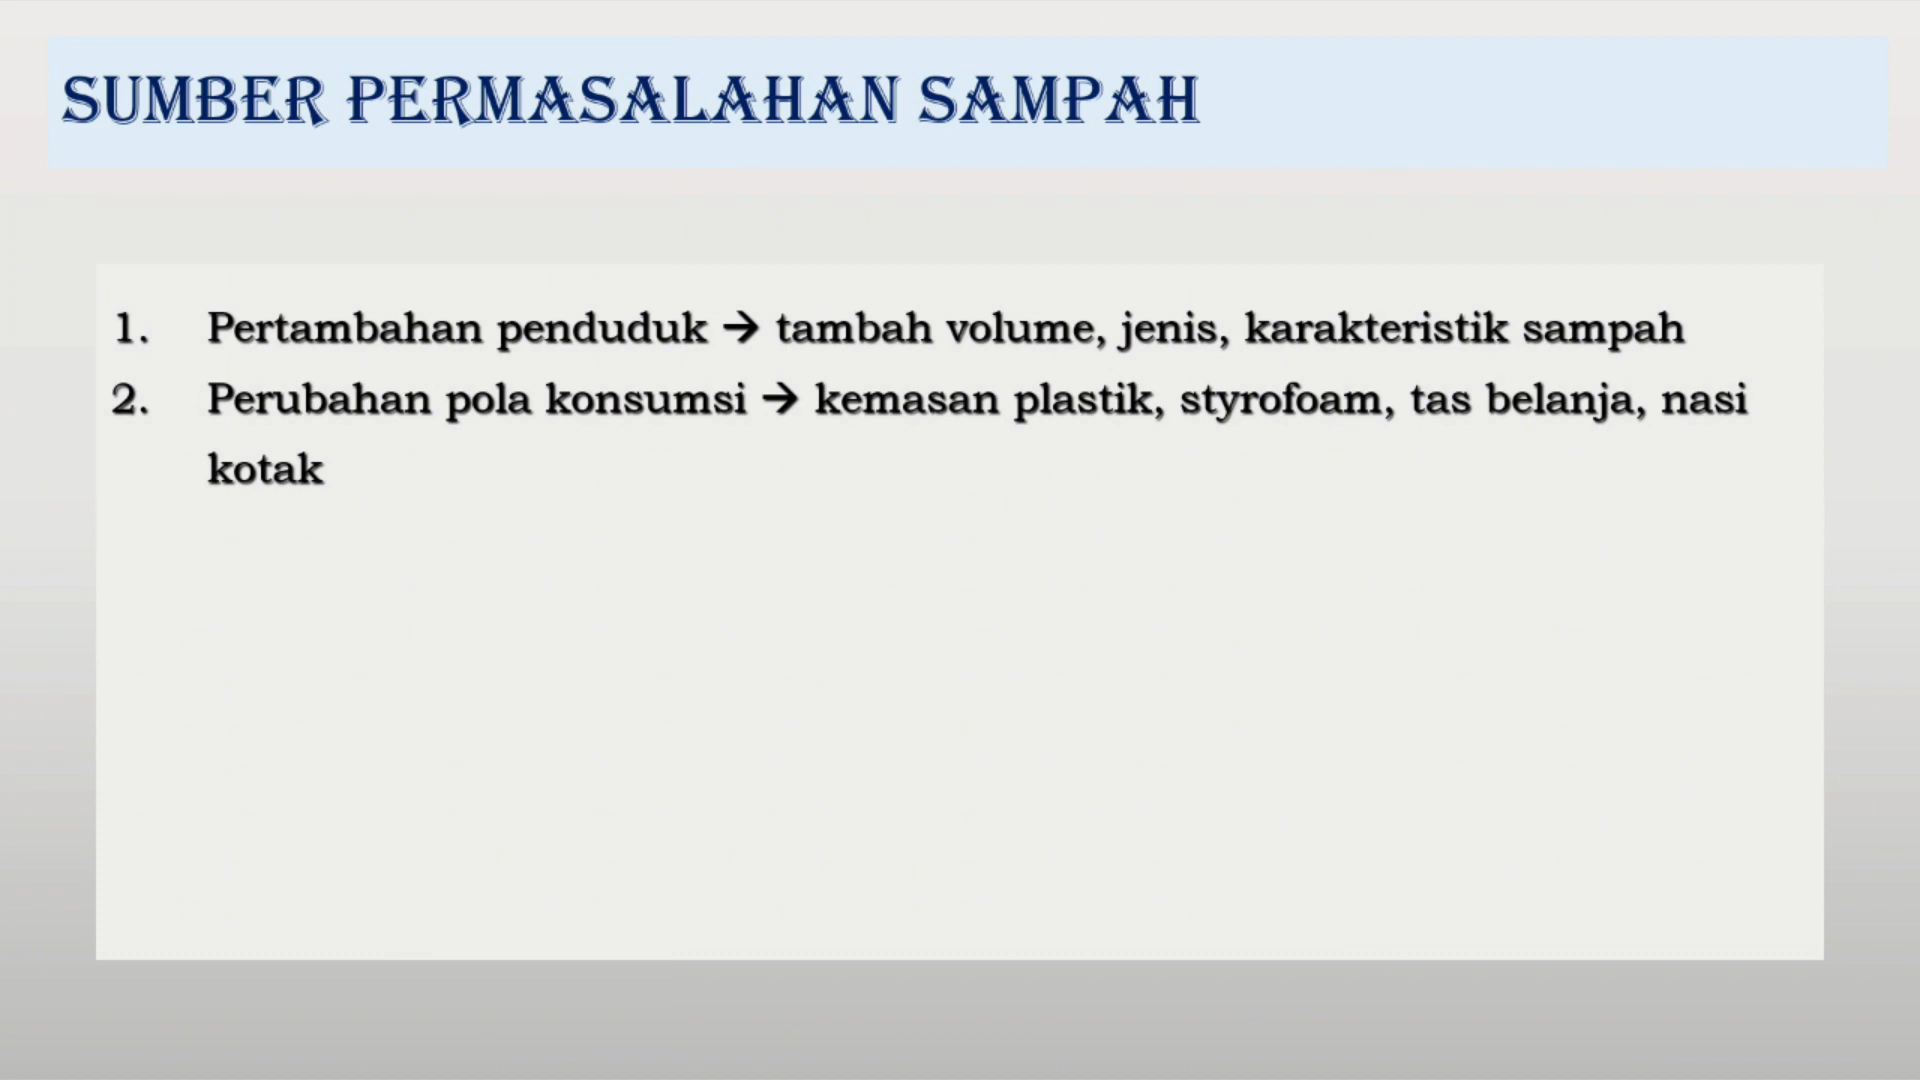 SUMBER PERMASALAHAN SAMPAH
1. Pertambahan penduduk → tambah volume, jenis, karakteristik sampah
2. Perubahan pola konsumsi → kemasan plastik, styrofoam, tas belanja, nasi
kotak